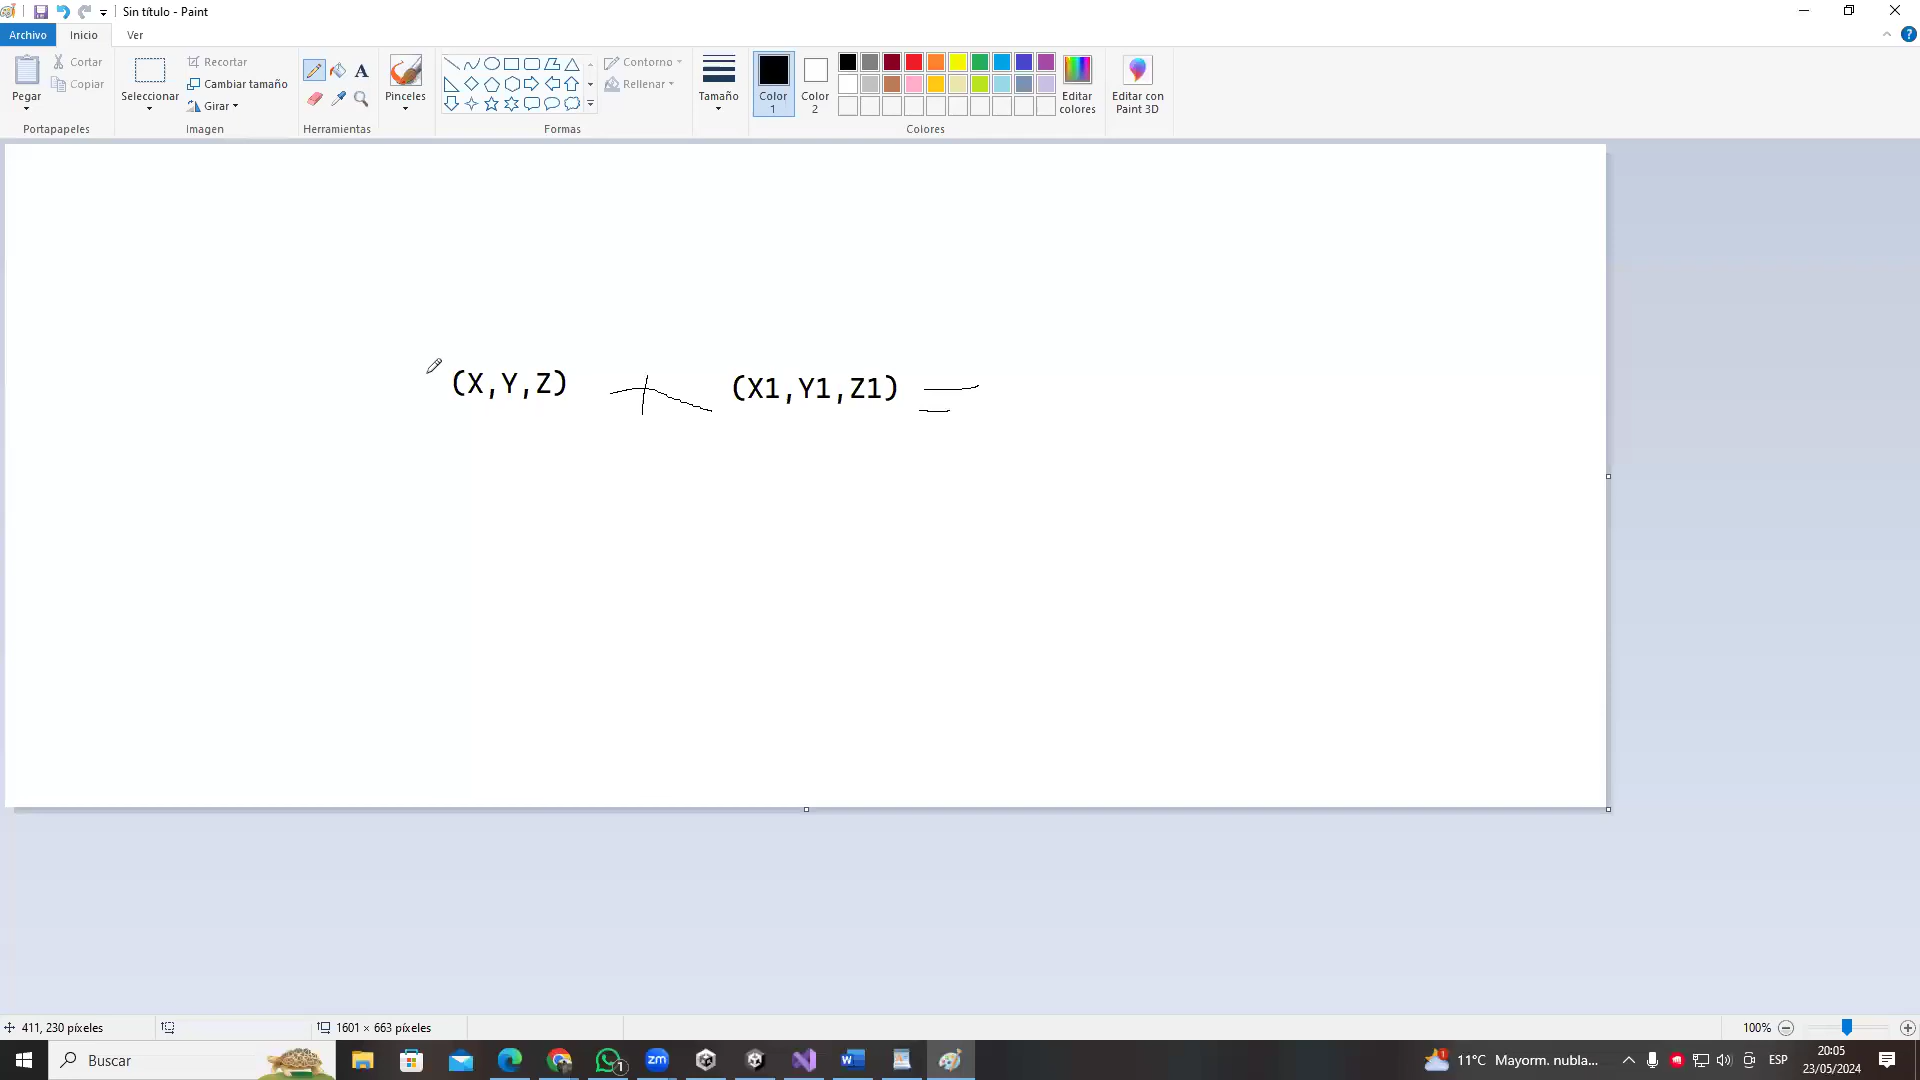 Sin título - Paint
Archivo Inicio Ver
Pegar
Cortar
Copiar
Portapapeles
Seleccionar
Recortar
Cambiar tamaño
Girar
Imagen
A
Herramientas
Pinceles
Contorno
Rellenar
Formas
Tamaño
Color 1
Color 2
Editar colores
Colores
Editar con Paint 3D
(X,Y,Z) + (X1,Y1,Z1) =
411, 230 píxeles 1601 × 663 píxeles 100%
Buscar
1
zm
11°C Mayorm. nubla... ESP
20:05
23/05/2024